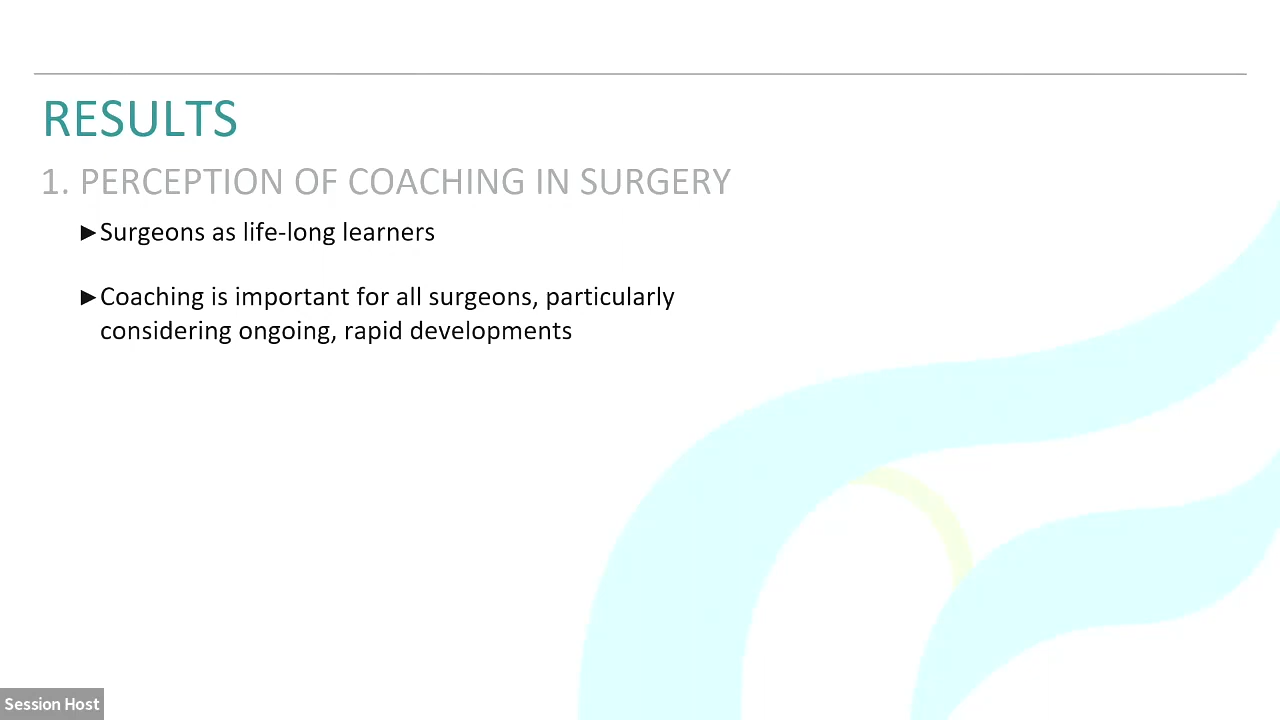 RESULTS
1. PERCEPTION OF COACHING IN SURGERY
►Surgeons as life-long learners
►Coaching is important for all surgeons, particularly
considering ongoing, rapid developments
Session Host